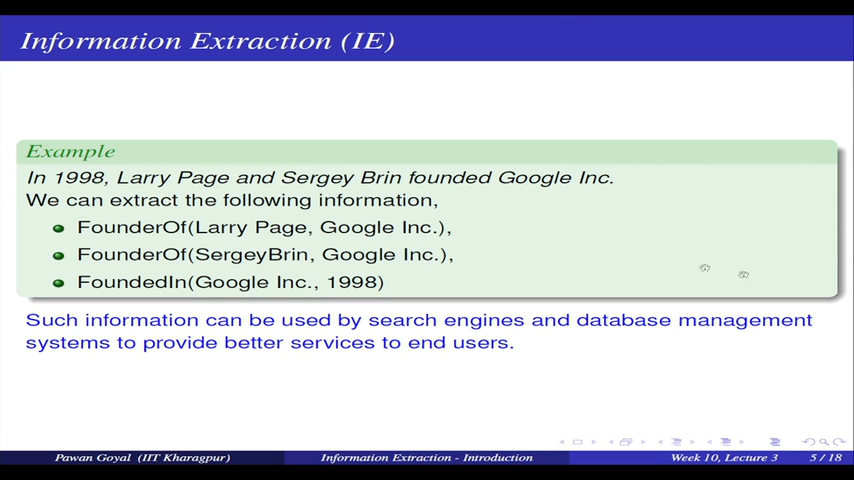 Information Extraction (IE)
Example
In 1998, Larry Page and Sergey Brin founded Google Inc.
We can extract the following information,
FounderOf(Larry Page, Google Inc.),
FounderOf(SergeyBrin, Google Inc.),
FoundedIn(Google Inc., 1998)
Such information can be used by search engines and database management
systems to provide better services to end users.
Pawan Goyal (IIT Kharagpur) Information Extraction - Introduction Week 10, Lecture 3 5 / 18